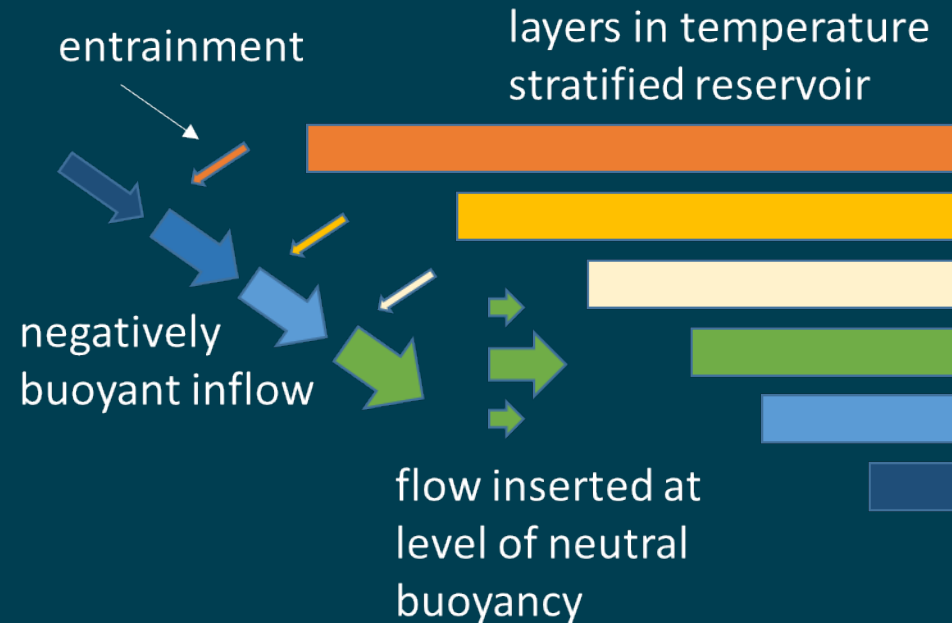 entrainment
layers in temperature
stratified reservoir
negatively
buoyant inflow
flow inserted at
level of neutral
buoyancy